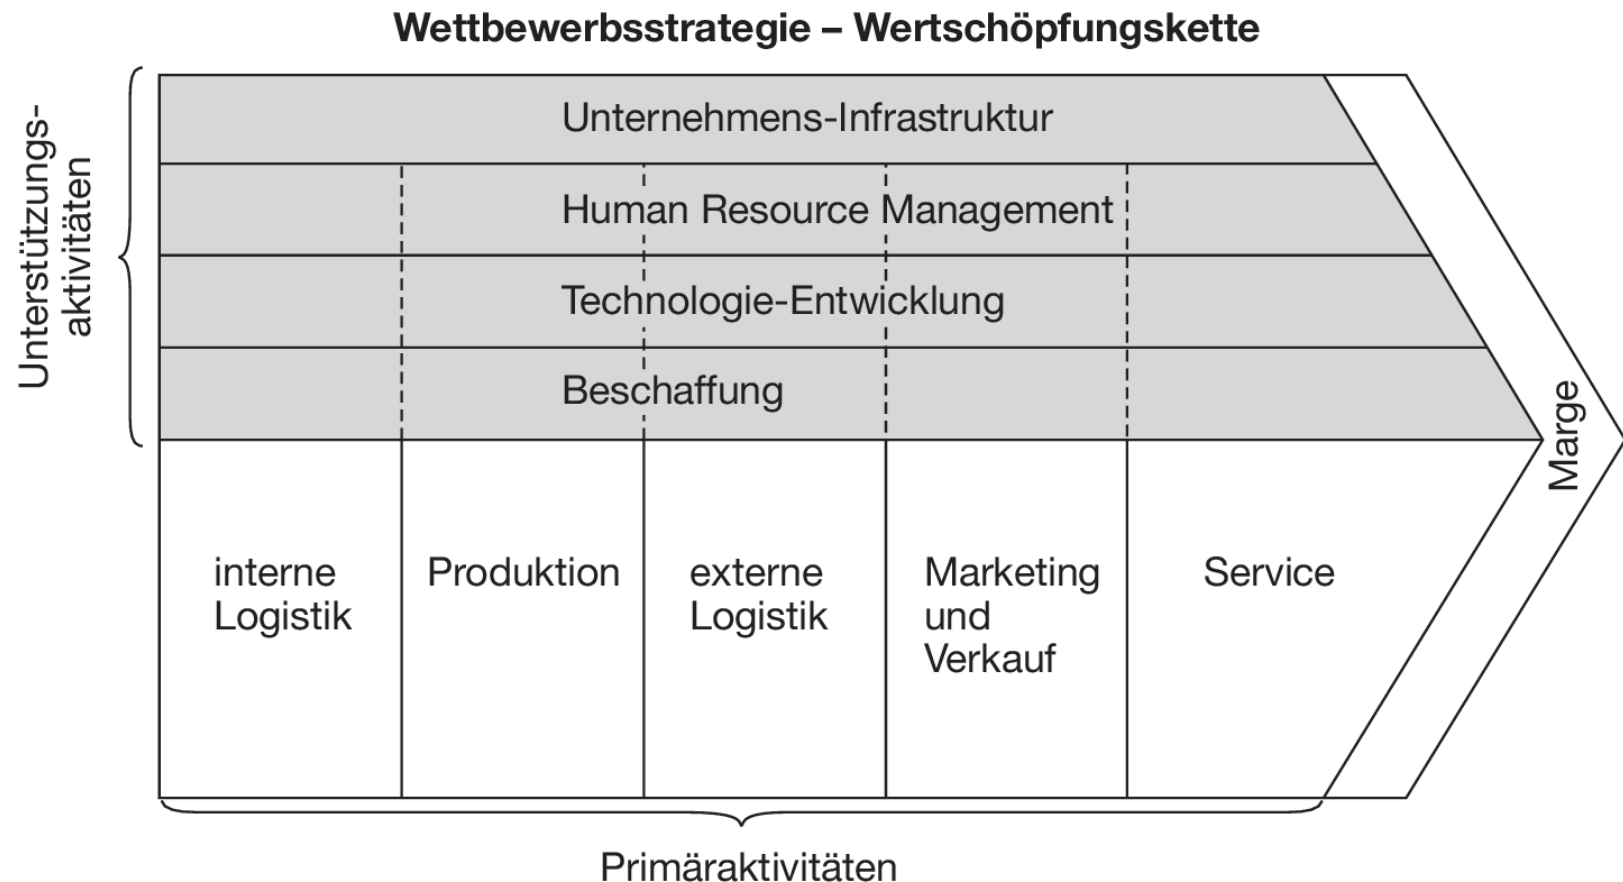 Wettbewerbsstrategie – Wertschöpfungskette
Unterstützungs-
aktivitäten
Unternehmens-Infrastruktur
Human Resource Management
Technologie-Entwicklung
Beschaffung
Marge
interne
Logistik
Produktion
externe
Logistik
Marketing
und
Verkauf
Service
Primäraktivitäten